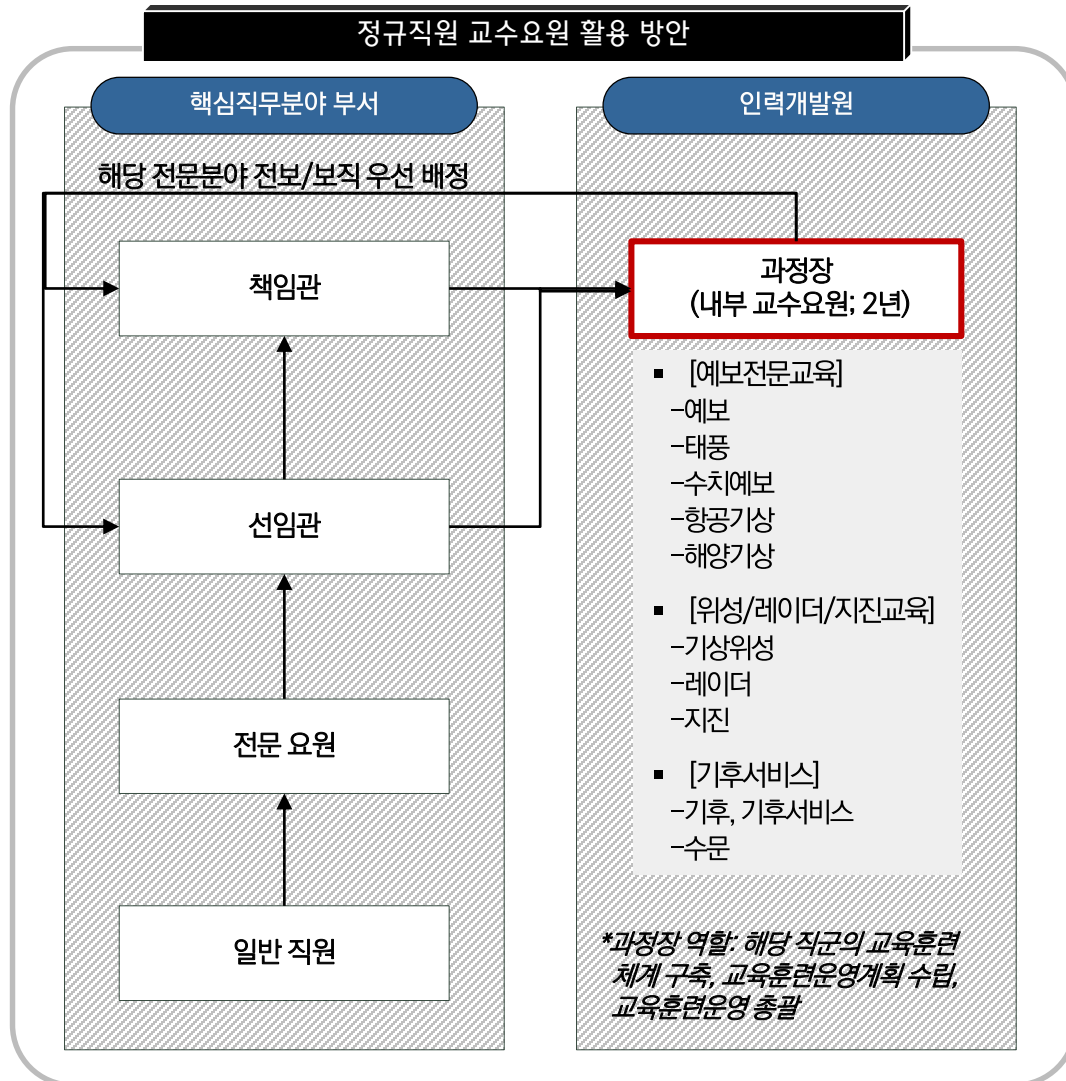 정규직원 교수요원 활용 방안
핵심직무분야 부서
해당 전문분야 전보/보직 우선 배정
책임관
선임관
전문 요원
일반 직원
인력개발원
과정장
(내부 교수요원; 2년)
▪ [예보전문교육]
-예보
-태풍
-수치예보
-항공기상
-해양기상
▪ [위성/레이더/지진교육]
-기상위성
-레이더
-지진
▪ [기후서비스]
-기후, 기후서비스
-수문
*과정장 역할: 해당 직군의 교육훈련
체계 구축, 교육훈련운영계획 수립,
교육훈련운영 총괄